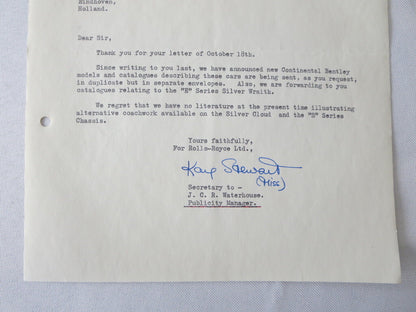 Eindhoven,
Holland.
Dear Sir,
Thank you for your letter of October 18th.
Since writing to you last, we have announced new Continental Bentley
models and catalogues describing these cars are being sent, as you request,
in duplicate but in separate envelopes. Also, we are forwarding to you
catalogues relating to the "E" Series Silver Wraith.
We regret that we have no literature at the present time illustrating
alternative coachwork available on the Silver Cloud and the "S" Series
Chassis.
Yours faithfully,
For Rolls-Royce Ltd.,
Kay Stewart
(Miss)
Secretary to -
J. C. R. Waterhouse.
Publicity Manager.